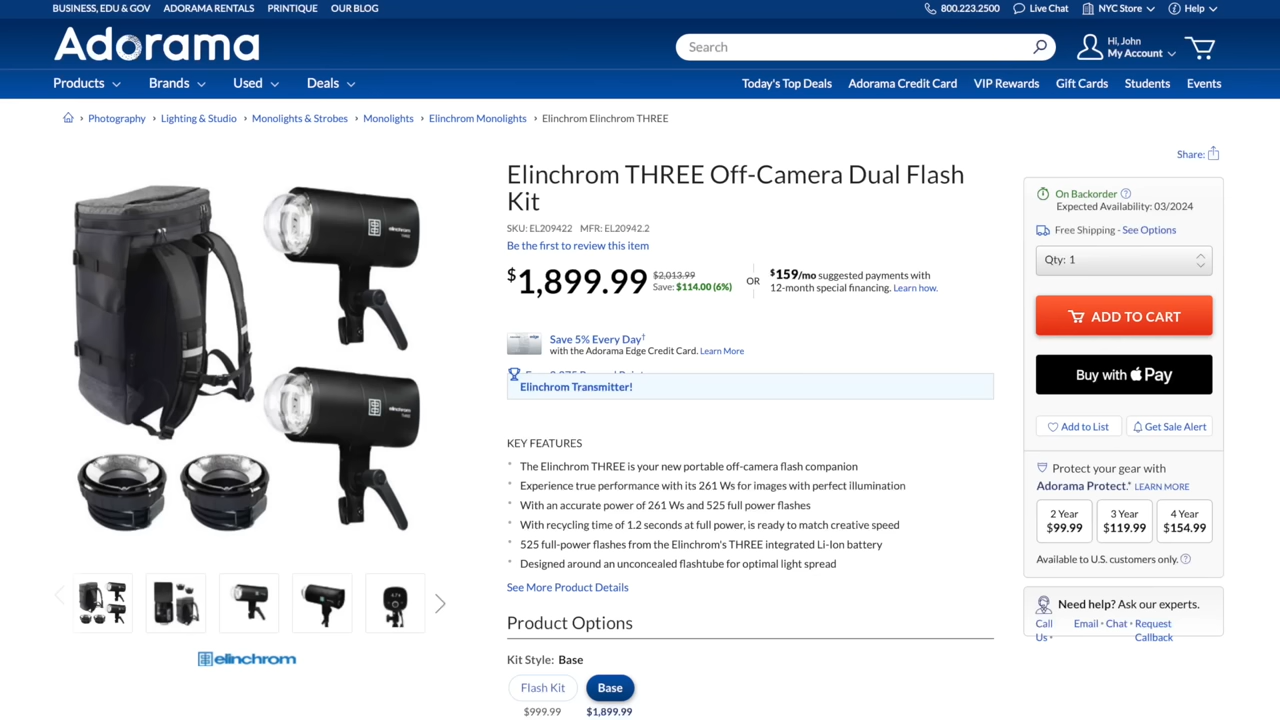 BUSINESS, EDU & GOV ADORAMA RENTALS PRINTIQUE OUR BLOG
800.223.2500 Live Chat NYC Store Help
Adorama
Search
Hi, John
My Account
Products Brands Used Deals
Today's Top Deals Adorama Credit Card VIP Rewards Gift Cards Students Events
Photography › Lighting & Studio › Monolights & Strobes › Monolights › Elinchrom Monolights › Elinchrom Elinchrom THREE
Share:
Elinchrom THREE Off-Camera Dual Flash
Kit
SKU: EL209422 MFR: EL20942.2
Be the first to review this item
$1,899.99
$2,013.99
Save: $114.00 (6%)
OR
$159/mo suggested payments with
12-month special financing. Learn how.
Save 5% Every Day†
with the Adorama Edge Credit Card. Learn More
Elinchrom Transmitter!
KEY FEATURES
* The Elinchrom THREE is your new portable off-camera flash companion
* Experience true performance with its 261 Ws for images with perfect illumination
* With an accurate power of 261 Ws and 525 full power flashes
* With recycling time of 1.2 seconds at full power, is ready to match creative speed
* 525 full-power flashes from the Elinchrom's THREE integrated Li-Ion battery
* Designed around an unconcealed flashtube for optimal light spread
See More Product Details
Product Options
Kit Style: Base
Flash Kit Base
$999.99 $1,899.99
elinchrom
THREE
elinchrom
THREE
elinchrom
On Backorder
Expected Availability: 03/2024
Free Shipping - See Options
Qty: 1
ADD TO CART
Buy with Pay
Add to List
Get Sale Alert
Protect your gear with
Adorama Protect.* LEARN MORE
2 Year 3 Year 4 Year
$99.99 $119.99 $154.99
Available to U.S. customers only.
Need help? Ask our experts.
Call Email • Chat • Request
Us • Callback